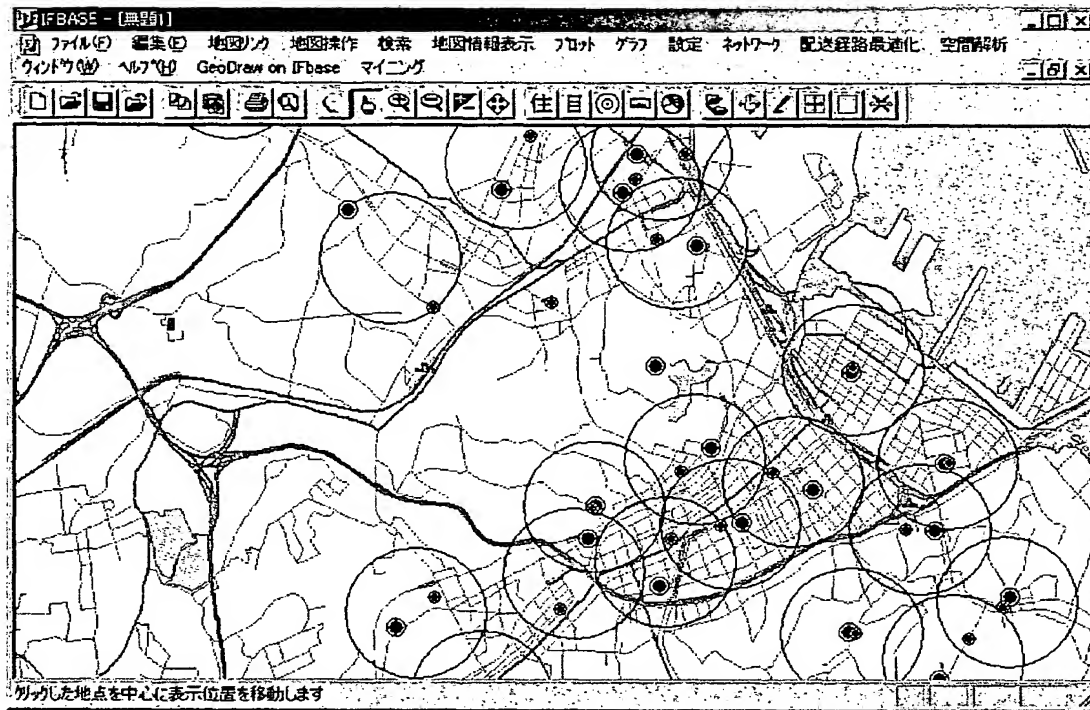 IFBASE - [無題1]
ファイル(F) 編集(E) 地図リンク 地図操作 検索 地図情報表示 プロット グラフ 設定 ネットワーク 配送経路最適化 空間解析
ウィンドウ(W) ヘルプ(H) GeoDraw on IFbase マイニング
住 目
クリックした地点を中心に表示位置を移動します